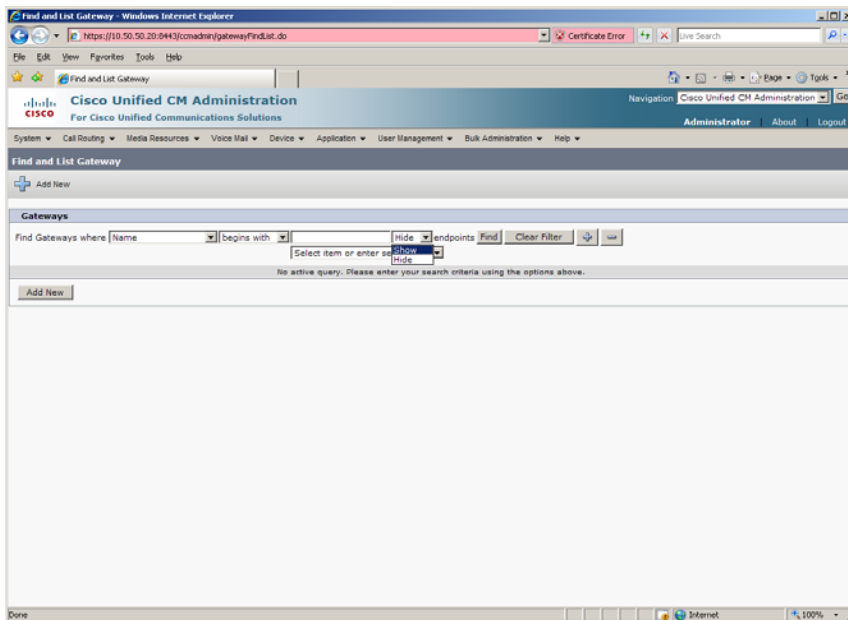 Find and List Gateway - Windows Internet Explorer
https://10.50.50.20:8443/ccmadmin/gatewayFindList.do
Certificate Error
Live Search
File Edit View Favorites Tools Help
Find and List Gateway
Page Tools
CISCO
Cisco Unified CM Administration
For Cisco Unified Communications Solutions
Navigation Cisco Unified CM Administration Go
Administrator | About | Logout
System Call Routing Media Resources Voice Mail Device Application User Management Bulk Administration Help
Find and List Gateway
Add New
Gateways
Find Gateways where Name begins with Hide endpoints Find Clear Filter
Show
Hide
Select item or enter se
No active query. Please enter your search criteria using the options above.
Add New
Done
Internet
100%